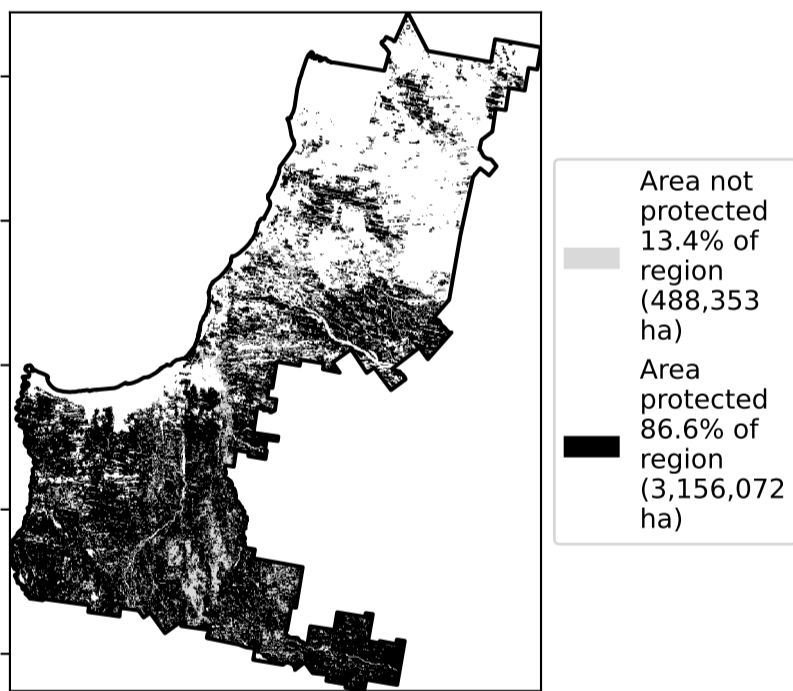 Area not
protected
13.4% of
region
(488,353
ha)
Area
protected
86.6% of
region
(3,156,072
ha)